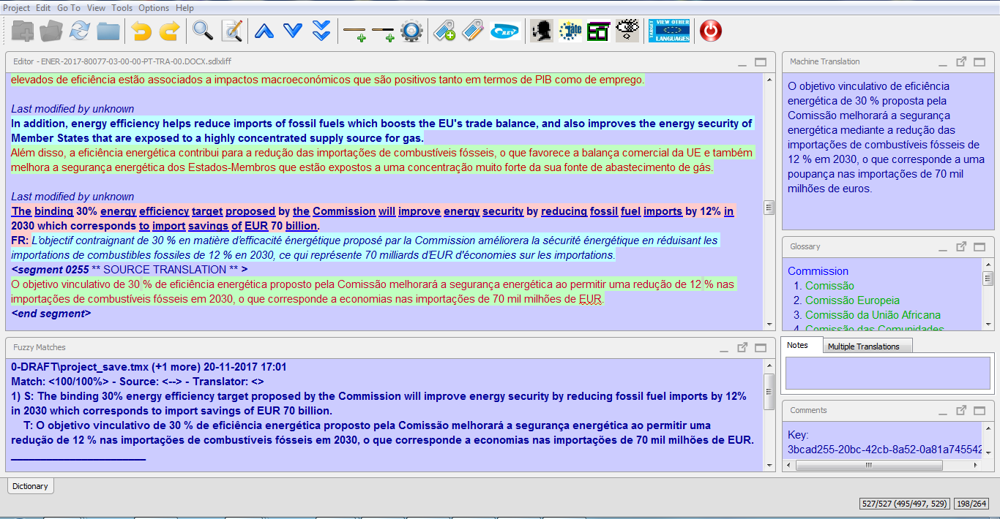 Project Edit Go To View Tools Options Help
CREV
gate
VIEW OTHER
TARGET
LANGUAGES
Editor - ENER-2017-80077-03-00-00-PT-TRA-00.DOCX.sdlxliff
elevados de eficiência estão associados a impactos macroeconómicos que são positivos tanto em termos de PIB como de emprego.
Last modified by unknown
In addition, energy efficiency helps reduce imports of fossil fuels which boosts the EU's trade balance, and also improves the energy security of
Member States that are exposed to a highly concentrated supply source for gas.
Além disso, a eficiência energética contribui para a redução das importações de combustíveis fósseis, o que favorece a balança comercial da UE e também
melhora a segurança energética dos Estados-Membros que estão expostos a uma concentração muito forte da sua fonte de abastecimento de gás.
Last modified by unknown
The binding 30% energy efficiency target proposed by the Commission will improve energy security by reducing fossil fuel imports by 12% in
2030 which corresponds to import savings of EUR 70 billion.
FR: L'objectif contraignant de 30 % en matière d'efficacité énergétique proposé par la Commission améliorera la sécurité énergétique en réduisant les
importations de combustibles fossiles de 12 % en 2030, ce qui représente 70 milliards d'EUR d'économies sur les importations.
<segment 0255 ** SOURCE TRANSLATION ** >
O objetivo vinculativo de 30 % de eficiência energética proposto pela Comissão melhorará a segurança energética ao permitir uma redução de 12 % nas
importações de combustíveis fósseis em 2030, o que corresponde a economias nas importações de 70 mil milhões de EUR.
<end segment>
Fuzzy Matches
0-DRAFT\project_save.tmx (+1 more) 20-11-2017 17:01
Match: <100/100%> - Source: <--> - Translator: <>
1) S: The binding 30% energy efficiency target proposed by the Commission will improve energy security by reducing fossil fuel imports by 12%
in 2030 which corresponds to import savings of EUR 70 billion.
T: O objetivo vinculativo de 30 % de eficiência energética proposto pela Comissão melhorará a segurança energética ao permitir uma
redução de 12 % nas importações de combustíveis fósseis em 2030, o que corresponde a economias nas importações de 70 mil milhões de EUR.
Machine Translation
O objetivo vinculativo de eficiência
energética de 30 % proposta pela
Comissão melhorará a segurança
energética mediante a redução das
importações de combustíveis fósseis de
12 % em 2030, o que corresponde a uma
poupança nas importações de 70 mil
milhões de euros.
Glossary
Commission
1. Comissão
2. Comissão Europeia
3. Comissão da União Africana
4. Comissão das Comunidades
Notes Multiple Translations
Comments
Key:
3bcad255-20bc-42cb-8a52-0a81a745542
Dictionary
527/527 (495/497, 529) 198/264